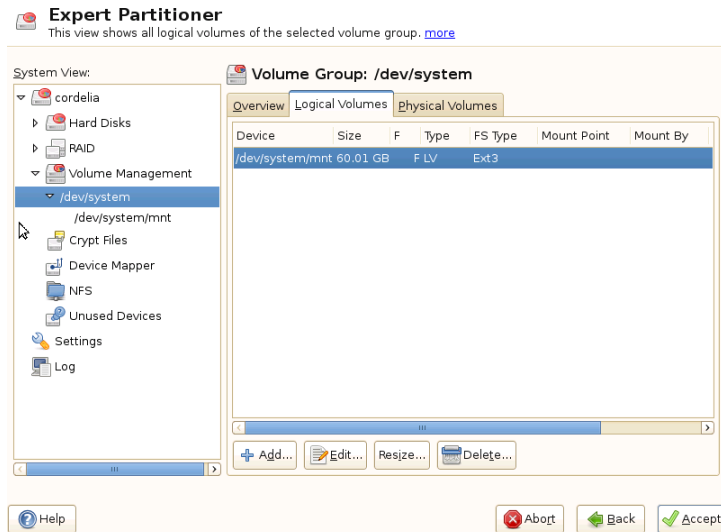 Expert Partitioner
This view shows all logical volumes of the selected volume group. more
System View:
cordelia
Hard Disks
RAID
Volume Management
/dev/system
/dev/system/mnt
Crypt Files
Device Mapper
NFS
Unused Devices
Settings
Log
Volume Group: /dev/system
Overview Logical Volumes Physical Volumes
Device Size F Type FS Type Mount Point Mount By
/dev/system/mnt 60.01 GB F LV Ext3
Add... Edit... Resize... Delete...
Help Abort Back Accept